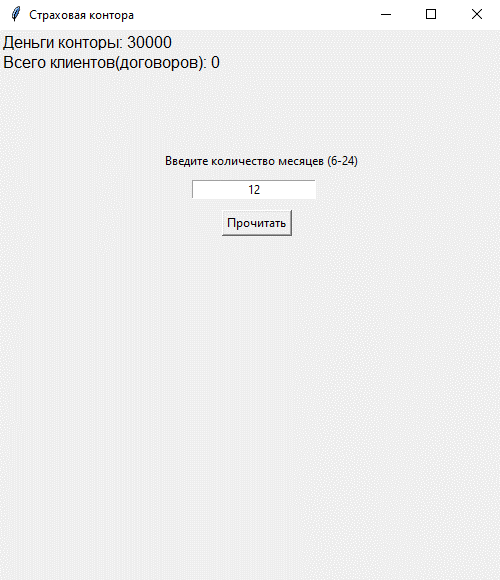 Страховая контора
Деньги конторы: 30000
Всего клиентов(договоров): 0
Введите количество месяцев (6-24)
12
Прочитать